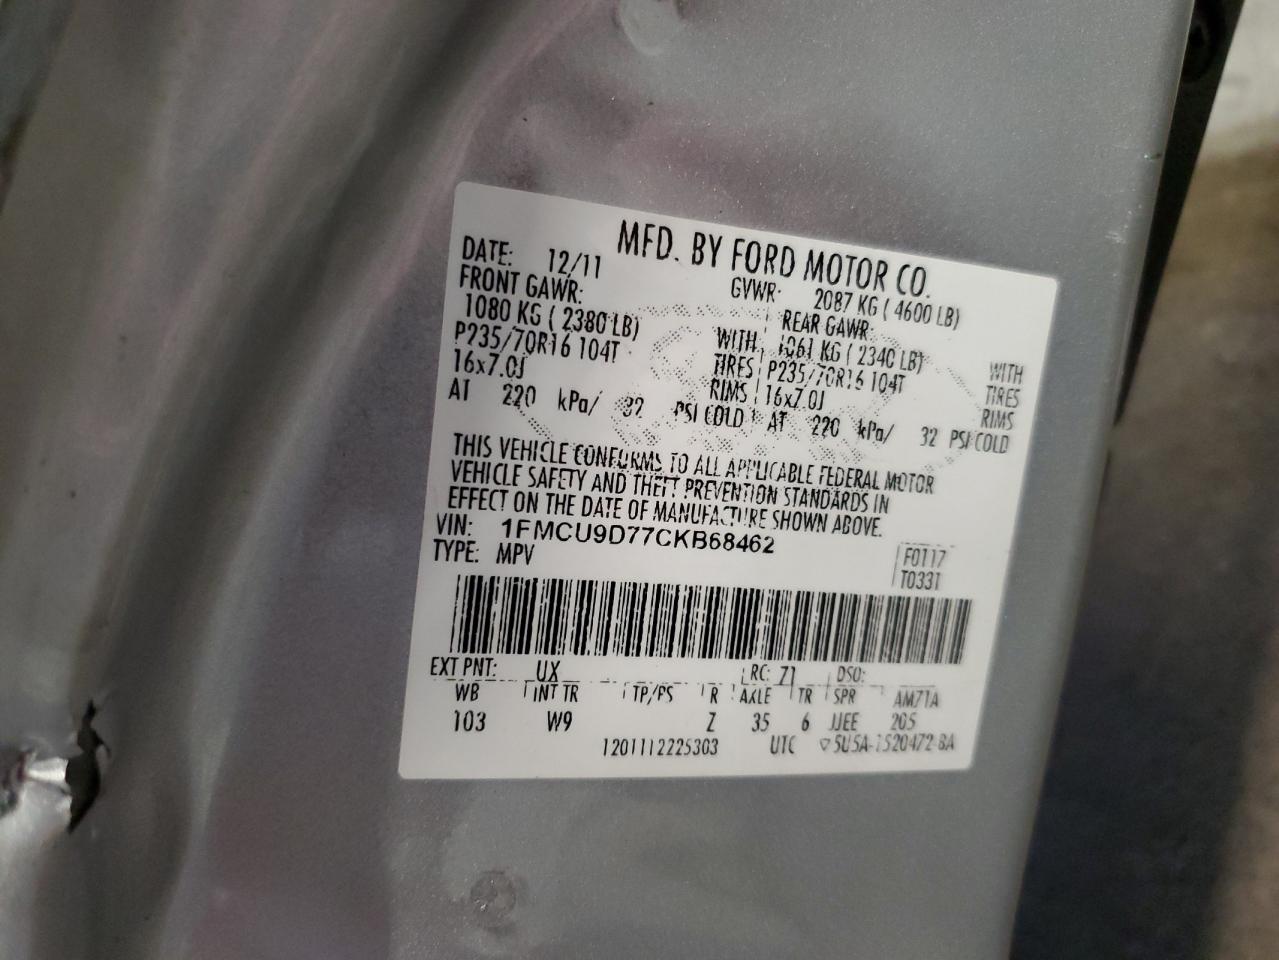 MFD. BY FORD MOTOR CO.
DATE: 12/11 GVWR: 2087 KG ( 4600 LB)
FRONT GAWR: REAR GAWR:
1080 KG ( 2380 LB) WITH 1061 KG ( 2340 LB) WITH
P235/70R16 104T TIRES P235/70R16 104T TIRES
16x7.0J RIMS 16x7.0J RIMS
AT 220 kPa/ 32 PSI COLD AT 220 kPa/ 32 PSI COLD
THIS VEHICLE CONFORMS TO ALL APPLICABLE FEDERAL MOTOR
VEHICLE SAFETY AND THEFT PREVENTION STANDARDS IN
EFFECT ON THE DATE OF MANUFACTURE SHOWN ABOVE.
VIN: 1FMCU9D77CKB68462
TYPE: MPV F0117
T0331
EXT PNT: UX RC: 71 DSO:
WB INT TR TP/PS R AXLE TR SPR AM71A
103 W9 Z 35 6 JJEE 205
1201112225303 UTC ▽5U5A-1520472-BA